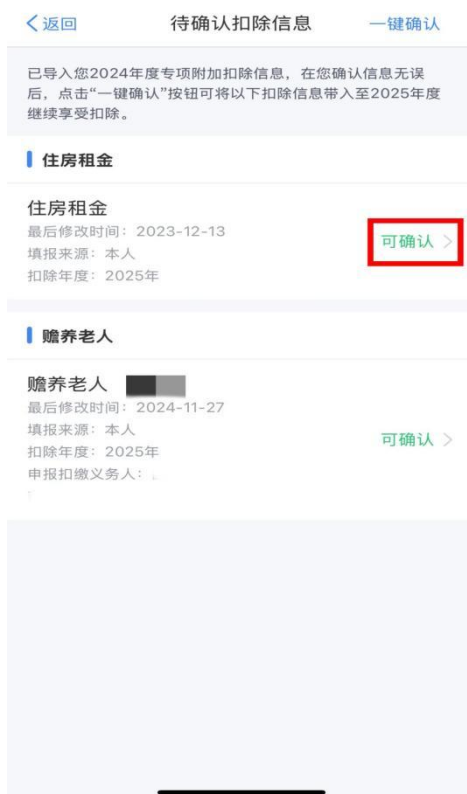 返回 待确认扣除信息 一键确认
已导入您2024年度专项附加扣除信息，在您确认信息无误
后，点击“一键确认”按钮可将以下扣除信息带入至2025年度
继续享受扣除。
住房租金
住房租金
最后修改时间：2023-12-13
填报来源：本人
扣除年度：2025年
可确认
赡养老人
赡养老人
最后修改时间：2024-11-27
填报来源：本人
扣除年度：2025年
申报扣缴义务人：
可确认